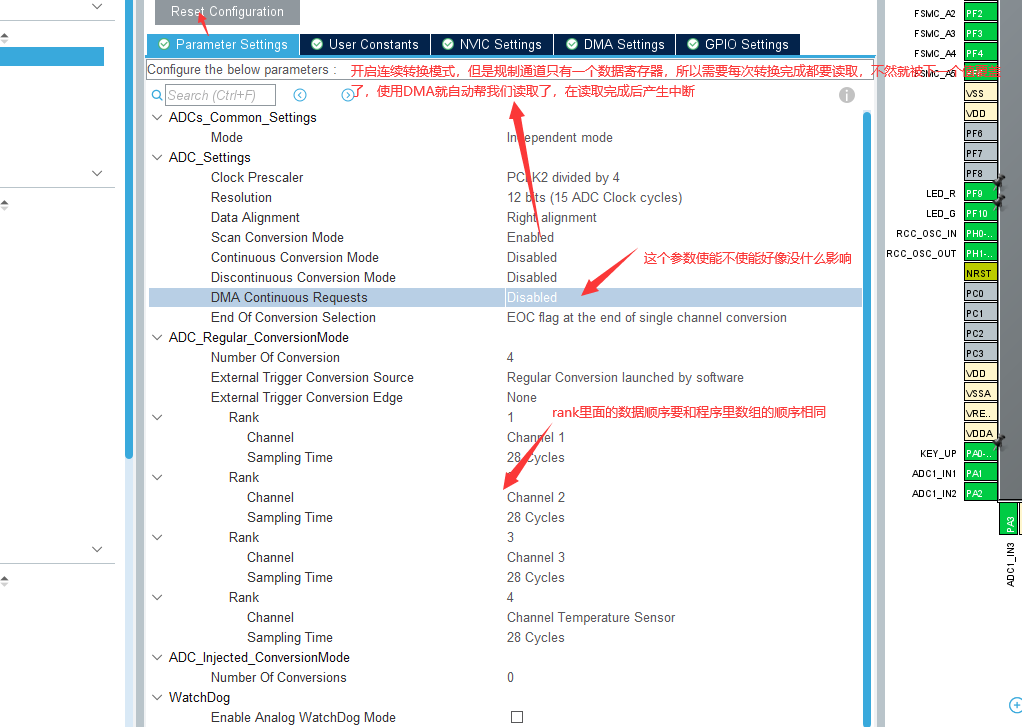 Reset Configuration
Parameter Settings
User Constants
NVIC Settings
DMA Settings
GPIO Settings
Configure the below parameters :
开启连续转换模式，但是规制通道只有一个数据寄存器，所以需要每次转换完成都要读取，不然就被下一个
了，使用DMA就自动帮我们读取了，在读取完成后产生中断
Search (Ctrl+F)
ADCs_Common_Settings
Mode Independent mode
ADC_Settings
Clock Prescaler PCLK2 divided by 4
Resolution 12 bits (15 ADC Clock cycles)
Data Alignment Right alignment
Scan Conversion Mode Enabled
Continuous Conversion Mode Disabled
这个参数使能不使能好像没什么影响
Discontinuous Conversion Mode Disabled
DMA Continuous Requests Disabled
End Of Conversion Selection EOC flag at the end of single channel conversion
ADC_Regular_ConversionMode
Number Of Conversion 4
External Trigger Conversion Source Regular Conversion launched by software
External Trigger Conversion Edge None
rank里面的数据顺序要和程序里数组的顺序相同
Rank 1
Channel Channel 1
Sampling Time 28 Cycles
Rank
Channel Channel 2
Sampling Time 28 Cycles
Rank 3
Channel Channel 3
Sampling Time 28 Cycles
Rank 4
Channel Channel Temperature Sensor
Sampling Time 28 Cycles
ADC_Injected_ConversionMode
Number Of Conversions 0
WatchDog
Enable Analog WatchDog Mode
FSMC_A2 PF2
FSMC_A3 PF3
FSMC_A4 PF4
FSMC_A5
VSS
VDD
PF6
PF7
PF8
LED_R PF9
LED_G PF10
RCC_OSC_IN PH0-..
RCC_OSC_OUT PH1-..
NRST
PC0
PC1
PC2
PC3
VDD
VSSA
VRE..
VDDA
KEY_UP PA0-..
ADC1_IN1 PA1
ADC1_IN2 PA2
PA3
ADC1_IN3